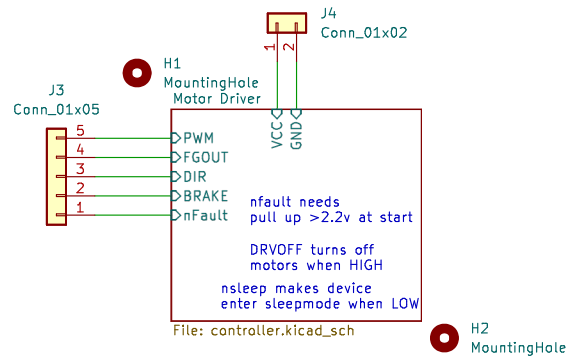 J4
Conn_01x02
1
2
H1
MountingHole
Motor Driver
J3
Conn_01x05
VCC
GND
5
PWM
4
FGOUT
3
DIR
2
BRAKE
1
nFault
nfault needs
pull up >2.2v at start
DRVOFF turns off
motors when HIGH
nsleep makes device
enter sleepmode when LOW
File: controller.kicad_sch
H2
MountingHole